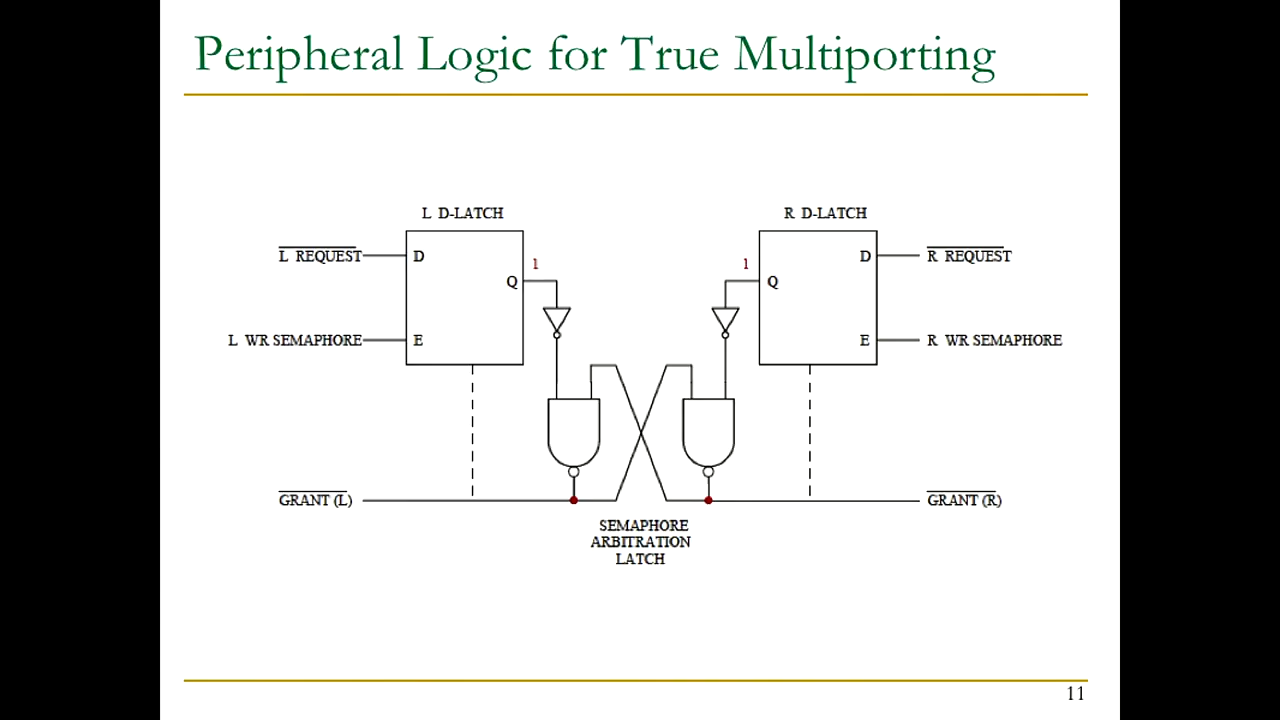 Peripheral Logic for True Multiporting
L D-LATCH
R D-LATCH
L REQUEST
D
1
Q
L WR SEMAPHORE
E
1
D
R REQUEST
Q
E
R WR SEMAPHORE
GRANT (L)
GRANT (R)
SEMAPHORE
ARBITRATION
LATCH
11